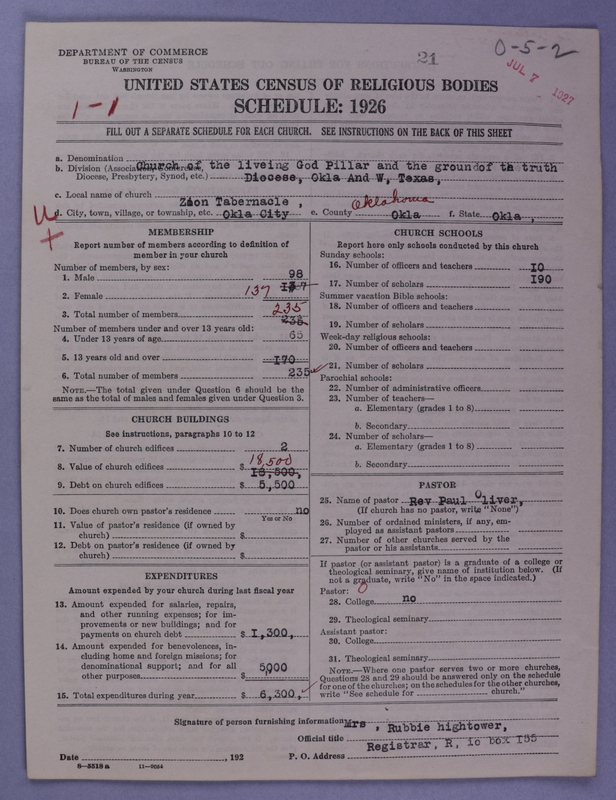 DEPARTMENT OF COMMERCE
BUREAU OF THE CENSUS
WASHINGTON
21
0-5-2
JUL 7 1927
UNITED STATES CENSUS OF RELIGIOUS BODIES
1-1
SCHEDULE: 1926
FILL OUT A SEPARATE SCHEDULE FOR EACH CHURCH. SEE INSTRUCTIONS ON THE BACK OF THIS SHEET
a. Denomination
b. Division (Association, Conference, Church of the liveing God Pillar and the groundof th truth
Diocese, Presbytery, Synod, etc.) Diocese, Okla And W, Texas,
c. Local name of church Zion Tabernacle,
d. City, town, village, or township, etc. Okla City e. County Oklahoma Okla f. State Okla,
MEMBERSHIP
Report number of members according to definition of
member in your church
Number of members, by sex:
1. Male 98
2. Female 137
3. Total number of members 235
Number of members under and over 13 years old:
4. Under 13 years of age 65
5. 13 years old and over 170
6. Total number of members 235
NOTE.—The total given under Question 6 should be the
same as the total of males and females given under Question 3.
CHURCH BUILDINGS
See instructions, paragraphs 10 to 12
7. Number of church edifices 2
8. Value of church edifices $ 18,500
9. Debt on church edifices $ 5,500
10. Does church own pastor's residence no
Yes or No
11. Value of pastor's residence (if owned by
church) $
12. Debt on pastor's residence (if owned by
church) $
EXPENDITURES
Amount expended by your church during last fiscal year
13. Amount expended for salaries, repairs,
and other running expenses; for im-
provements or new buildings; and for
payments on church debt $ 1,300,
14. Amount expended for benevolences, in-
cluding home and foreign missions; for
denominational support; and for all
other purposes $ 5,000
15. Total expenditures during year $ 6,300,
CHURCH SCHOOLS
Report here only schools conducted by this church
Sunday schools:
16. Number of officers and teachers 10
17. Number of scholars 190
Summer vacation Bible schools:
18. Number of officers and teachers
19. Number of scholars
Week-day religious schools:
20. Number of officers and teachers
21. Number of scholars
Parochial schools:
22. Number of administrative officers
23. Number of teachers—
a. Elementary (grades 1 to 8)
b. Secondary
24. Number of scholars—
a. Elementary (grades 1 to 8)
b. Secondary
PASTOR
25. Name of pastor Rev Paul Oliver,
(If church has no pastor, write "None")
26. Number of ordained ministers, if any, em-
ployed as assistant pastors
27. Number of other churches served by the
pastor or his assistants
If pastor (or assistant pastor) is a graduate of a college or
theological seminary, give name of institution below. (If
not a graduate, write "No" in the space indicated.)
Pastor: 0
28. College no
29. Theological seminary
Assistant pastor:
30. College
31. Theological seminary
NOTE.—Where one pastor serves two or more churches,
Questions 28 and 29 should be answered only on the schedule
for one of the churches; on the schedules for the other churches,
write "See schedule for church."
Signature of person furnishing information Mrs, Rubbie hightower,
Official title
Registrar, R, 10 box 155
Date , 192 P. O. Address
8—5518a 11—9054